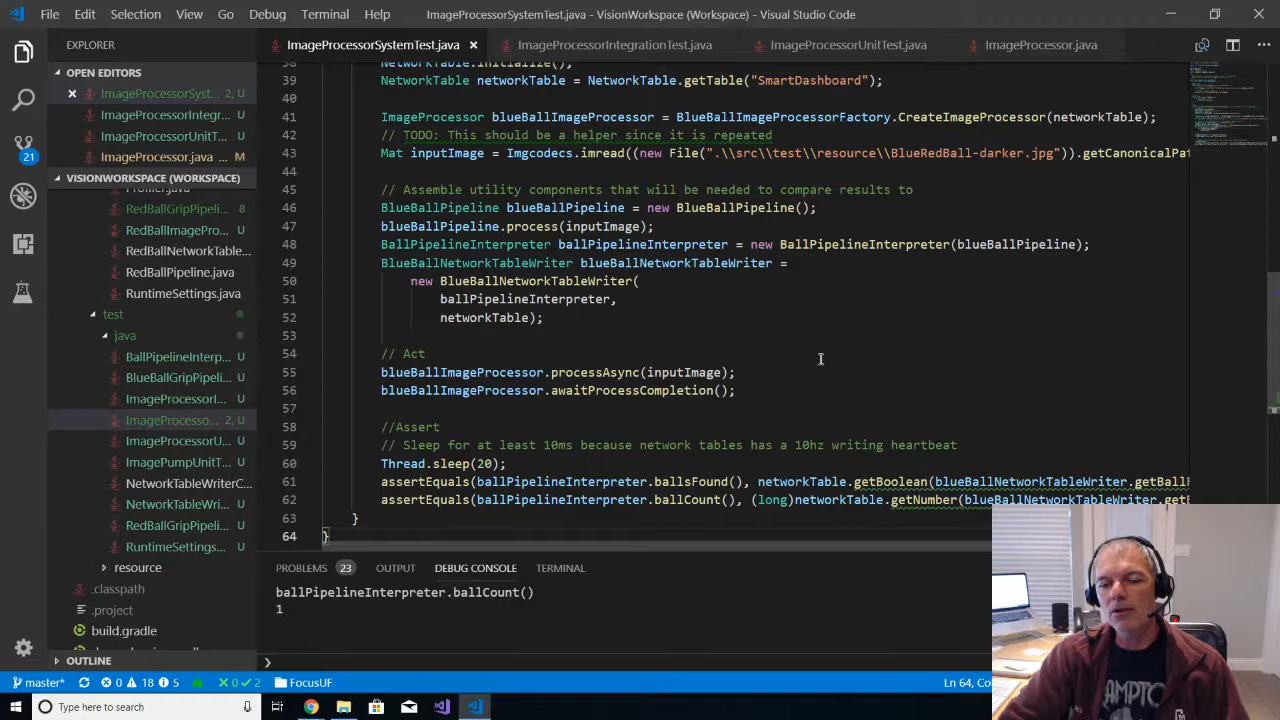 File Edit Selection View Go Debug Terminal Help
ImageProcessorSystemTest.java - VisionWorkspace (Workspace) - Visual Studio Code
EXPLORER
ImageProcessorSystemTest.java
ImageProcessorIntegrationTest.java
ImageProcessorUnitTest.java
ImageProcessor.java
OPEN EDITORS
ImageProcessorSyst... 2, U
ImageProcessorIntegr... U
ImageProcessorUnitT... U
ImageProcessor.java M
VISIONWORKSPACE (WORKSPACE)
Profiler.java U
RedBallGripPipeli... 8
RedBallImagePro... U
RedBallNetworkTable...
RedBallPipeline.java U
RuntimeSettings.java U
test
java
BallPipelineInterp... U
BlueBallGripPipeli... U
ImageProcessorI... U
ImageProcesso... 2, U
ImageProcessorU... U
ImagePumpUnitT... U
NetworkTableWriterC...
NetworkTableWri... U
RedBallGripPipeli... U
RuntimeSettings... U
resource
.classpath
.project
build.gradle
OUTLINE
38 NetworkTable.initialize();
39 NetworkTable networkTable = NetworkTable.getTable("SmartDashboard");
40
41 ImageProcessor blueBallImageProcessor = BlueBallImageProcessorFactory.CreateImageProcessor(networkTable);
42 // TODO: This should be a helper since it is repeated
43 Mat inputImage = Imgcodecs.imread((new File(".\\src\\test\\resource\\BlueRedBall-darker.jpg")).getCanonicalPat
44
45 // Assemble utility components that will be needed to compare results to
46 BlueBallPipeline blueBallPipeline = new BlueBallPipeline();
47 blueBallPipeline.process(inputImage);
48 BallPipelineInterpreter ballPipelineInterpreter = new BallPipelineInterpreter(blueBallPipeline);
49 BlueBallNetworkTableWriter blueBallNetworkTableWriter =
50 new BlueBallNetworkTableWriter(
51 ballPipelineInterpreter,
52 networkTable);
53
54 // Act
55 blueBallImageProcessor.processAsync(inputImage);
56 blueBallImageProcessor.awaitProcessCompletion();
57
58 //Assert
59 // Sleep for at least 10ms because network tables has a 10hz writing heartbeat
60 Thread.sleep(20);
61 assertEquals(ballPipelineInterpreter.ballsFound(), networkTable.getBoolean(blueBallNetworkTableWriter.getBall
62 assertEquals(ballPipelineInterpreter.ballCount(), (long)networkTable.getNumber(blueBallNetworkTableWriter.get
63 }
64 }
PROBLEMS 23 OUTPUT DEBUG CONSOLE TERMINAL
ballPipelineInterpreter.ballCount()
1
21
master* 0 18 5 0 2 FocusUF
Ln 64, Co
Type here to search